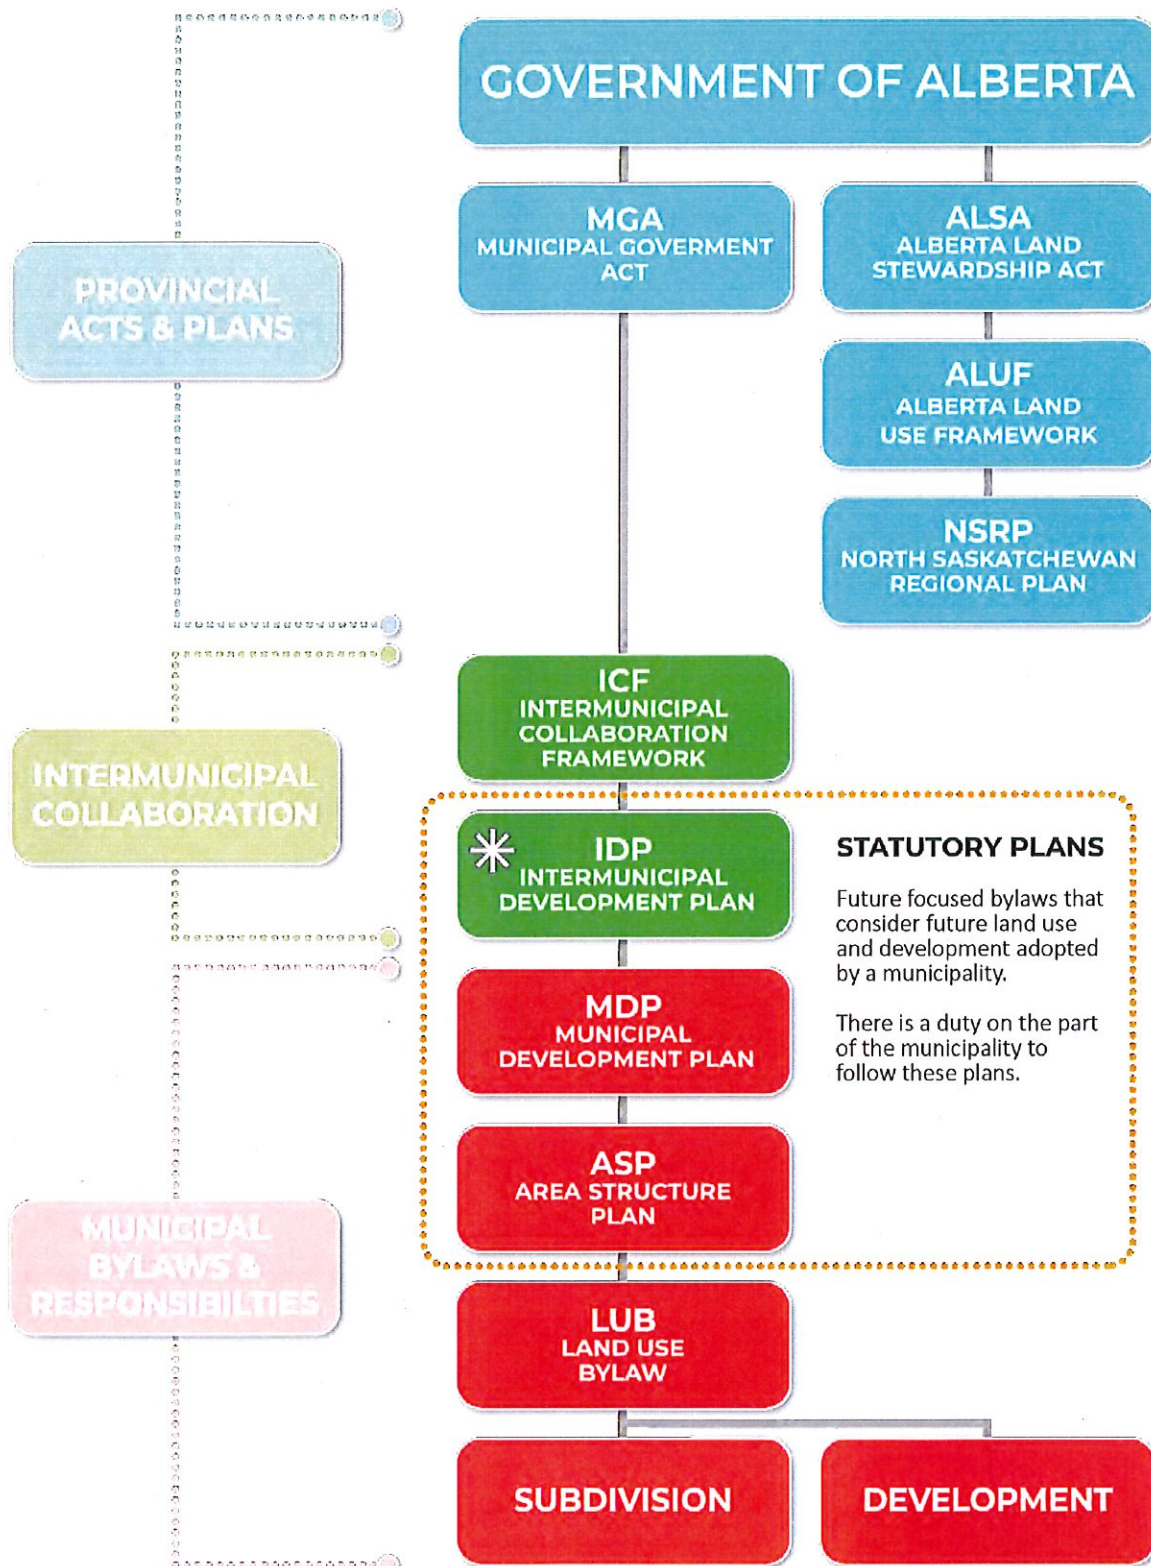 GOVERNMENT OF ALBERTA
MGA
MUNICIPAL GOVERMENT
ACT
ALSA
ALBERTA LAND
STEWARDSHIP ACT
PROVINCIAL
ACTS & PLANS
ALUF
ALBERTA LAND
USE FRAMEWORK
NSRP
NORTH SASKATCHEWAN
REGIONAL PLAN
ICF
INTERMUNICIPAL
COLLABORATION
FRAMEWORK
INTERMUNICIPAL
COLLABORATION
IDP
INTERMUNICIPAL
DEVELOPMENT PLAN
STATUTORY PLANS
Future focused bylaws that
consider future land use
and development adopted
by a municipality.
There is a duty on the part
of the municipality to
follow these plans.
MDP
MUNICIPAL
DEVELOPMENT PLAN
ASP
AREA STRUCTURE
PLAN
MUNICIPAL
BYLAWS &
RESPONSIBILTIES
LUB
LAND USE
BYLAW
SUBDIVISION
DEVELOPMENT